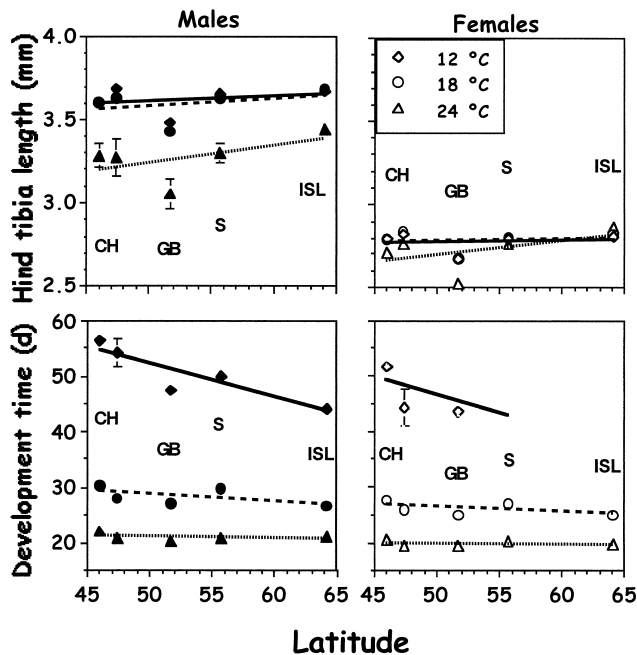 Males
Females
Hind tibia length (mm)
4.0
3.5
3.0
2.5
CH
GB
S
ISL
12 °C
18 °C
24 °C
CH
GB
S
ISL
Development time (d)
60
50
40
30
20
CH
GB
S
ISL
CH
GB
S
ISL
45 50 55 60 65
45 50 55 60 65
Latitude